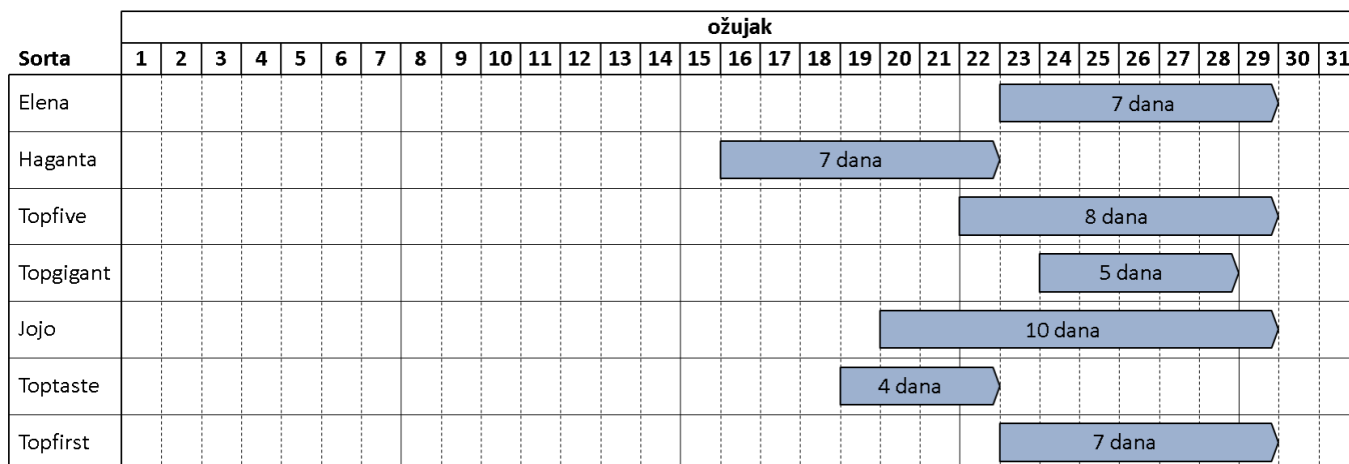 ožujak
Sorta 1 2 3 4 5 6 7 8 9 10 11 12 13 14 15 16 17 18 19 20 21 22 23 24 25 26 27 28 29 30 31
Elena 7 dana
Haganta 7 dana
Topfive 8 dana
Topgigant 5 dana
Jojo 10 dana
Toptaste 4 dana
Topfirst 7 dana